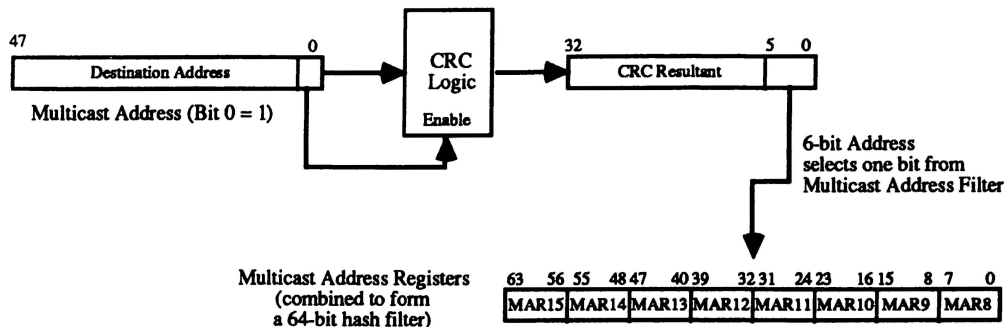 47 0
Destination Address
Multicast Address (Bit 0 = 1)
CRC
Logic
Enable
32 5 0
CRC Resultant
6-bit Address
selects one bit from
Multicast Address Filter
Multicast Address Registers
(combined to form
a 64-bit hash filter)
63 56 55 48 47 40 39 32 31 24 23 16 15 8 7 0
MAR15 MAR14 MAR13 MAR12 MAR11 MAR10 MAR9 MAR8